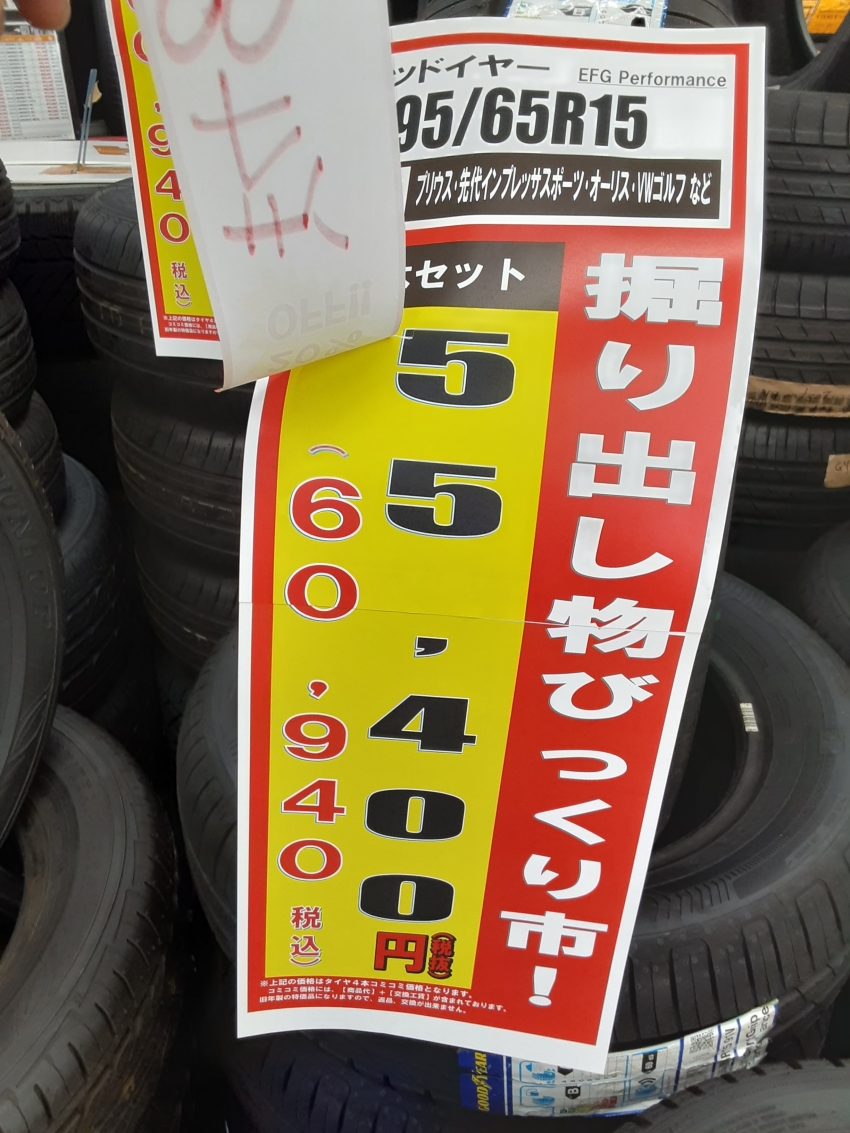 ッドイヤー
EFG Performance
95/65R15
プリウス・先代インプレッサスポーツ・オーリス・VWゴルフ など
セット
掘り出し物びっくり市!
55,400円(税抜)
(60,940税込)
※上記の価格はタイヤ4本コミコミ価格となります。
コミコミ価格には、[商品代]+[交換工賃]が含まれております。
旧年製の特価品になりますので、返品、交換が出来ません。
,940
税込)
GOODYEAR